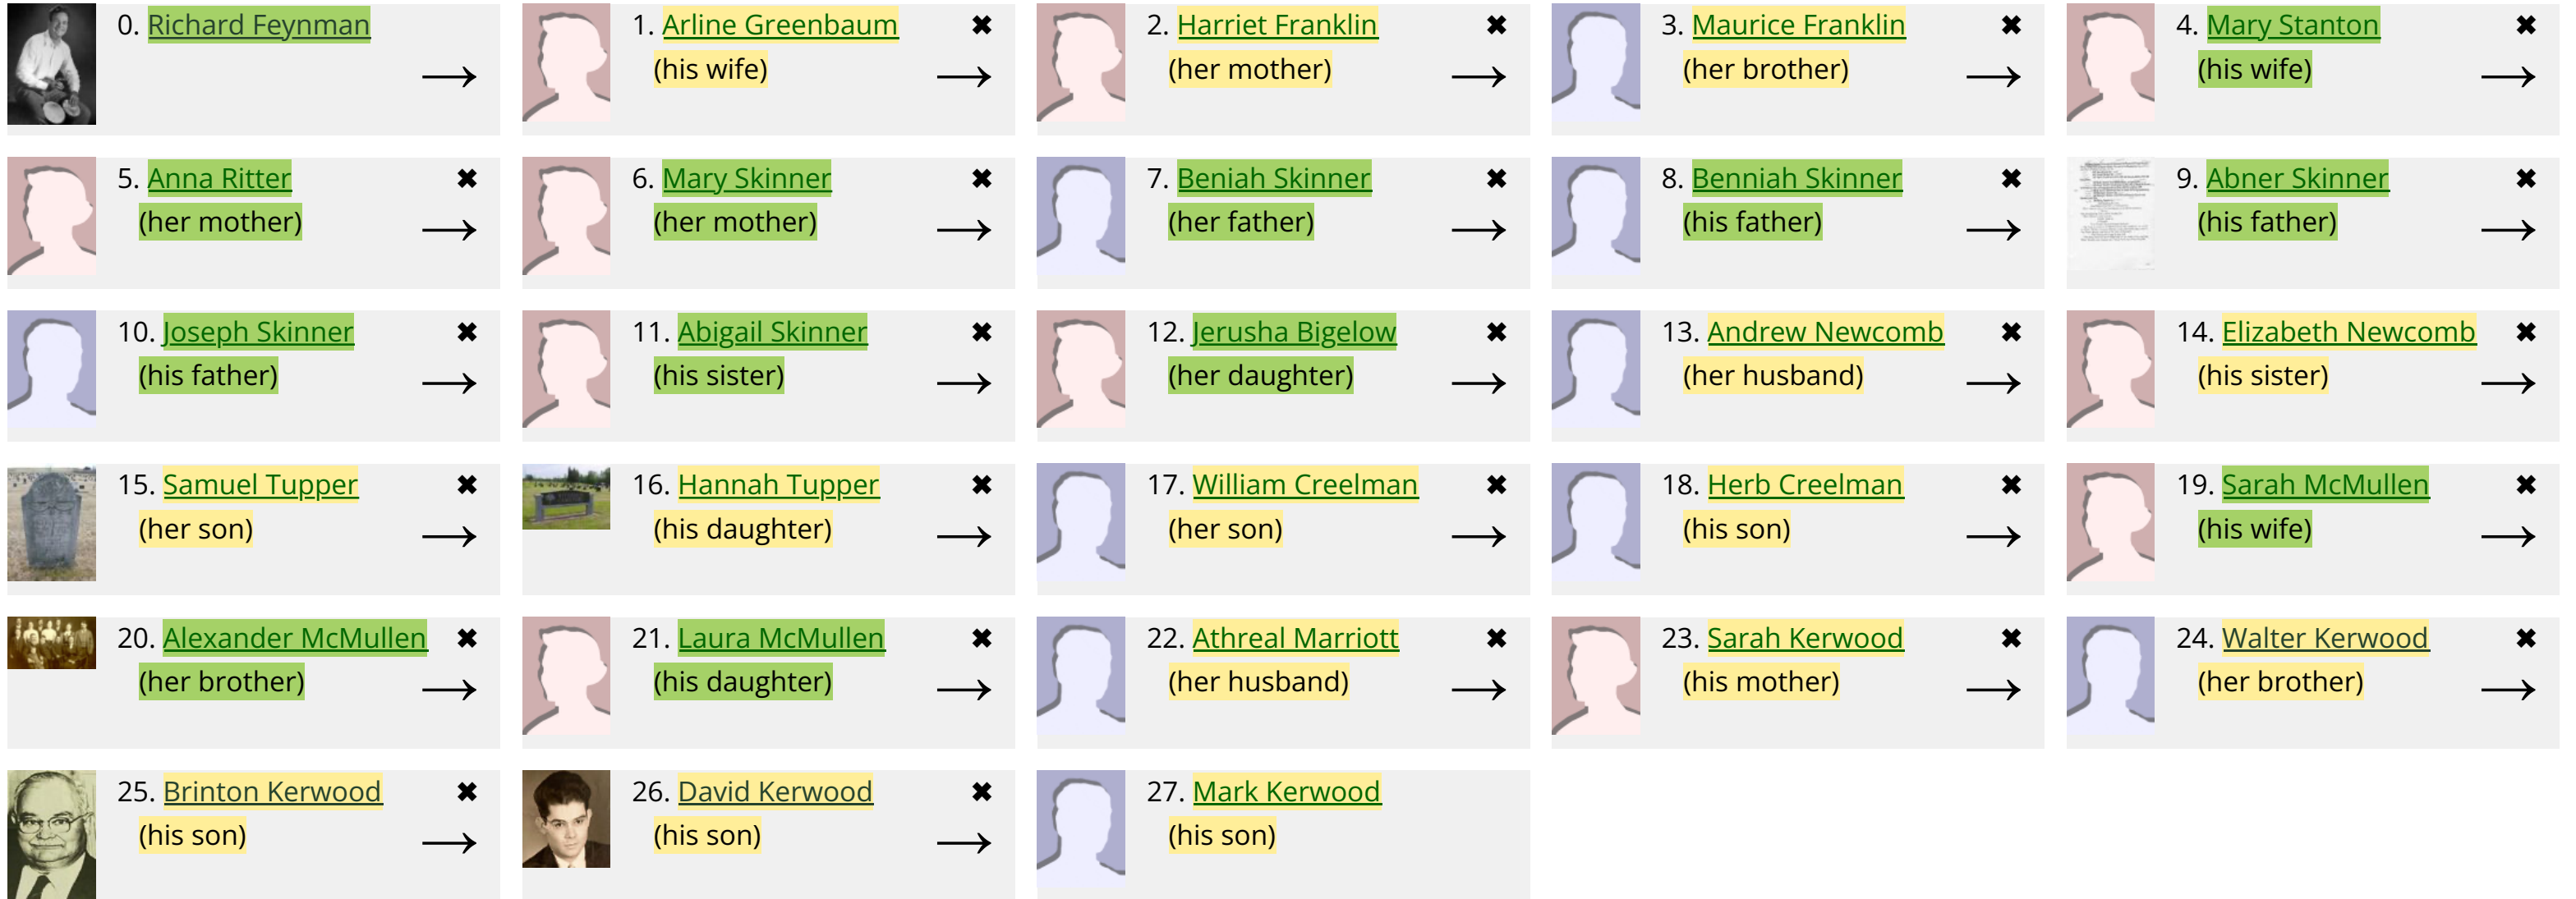 0. Richard Feynman
→
1. Arline Greenbaum ✖
(his wife) →
2. Harriet Franklin ✖
(her mother) →
3. Maurice Franklin ✖
(her brother) →
4. Mary Stanton ✖
(his wife) →
5. Anna Ritter ✖
(her mother) →
6. Mary Skinner ✖
(her mother) →
7. Beniah Skinner ✖
(her father) →
8. Benniah Skinner ✖
(his father) →
9. Abner Skinner ✖
(his father) →
10. Joseph Skinner ✖
(his father) →
11. Abigail Skinner ✖
(his sister) →
12. Jerusha Bigelow ✖
(her daughter) →
13. Andrew Newcomb ✖
(her husband) →
14. Elizabeth Newcomb ✖
(his sister) →
15. Samuel Tupper ✖
(her son) →
16. Hannah Tupper ✖
(his daughter) →
17. William Creelman ✖
(her son) →
18. Herb Creelman ✖
(his son) →
19. Sarah McMullen ✖
(his wife) →
20. Alexander McMullen ✖
(her brother) →
21. Laura McMullen ✖
(his daughter) →
22. Athreal Marriott ✖
(her husband) →
23. Sarah Kerwood ✖
(his mother) →
24. Walter Kerwood ✖
(her brother) →
25. Brinton Kerwood ✖
(his son) →
26. David Kerwood ✖
(his son) →
27. Mark Kerwood
(his son)